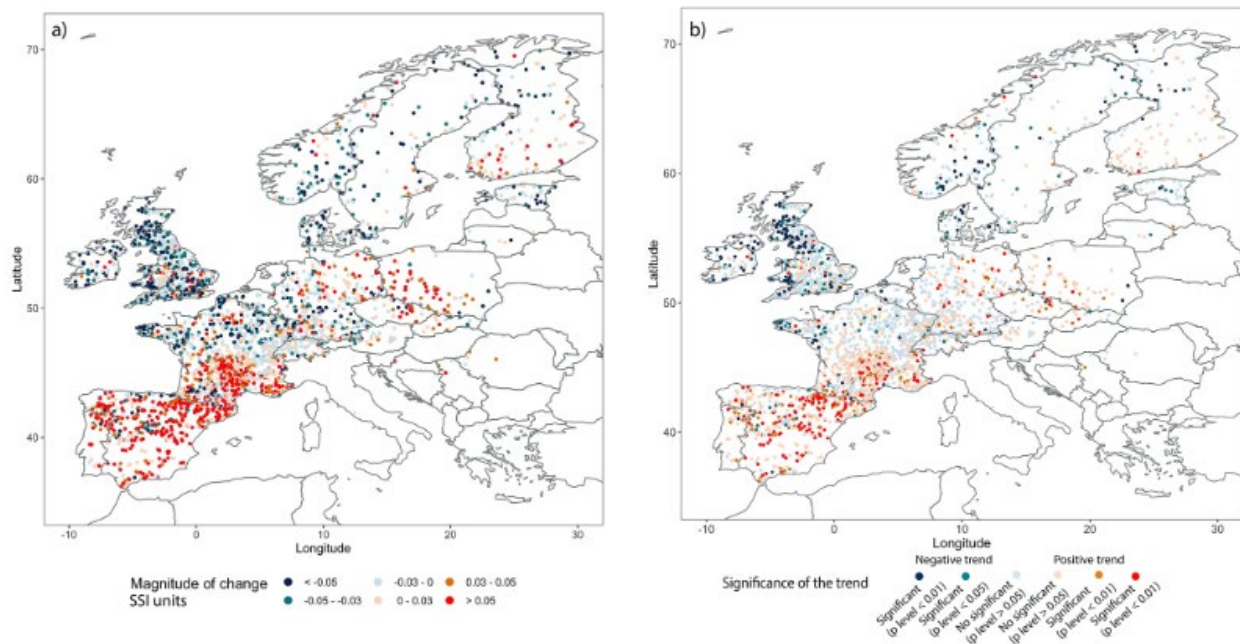 a)
70
60
50
40
Latitude
-10
0
10
20
30
Longitude
Magnitude of change
SSI units
< -0.05
-0.03 - 0
0.03 - 0.05
-0.05 - -0.03
0 - 0.03
> 0.05
b)
70
60
50
40
Latitude
-10
0
10
20
30
Longitude
Negative trend
Positive trend
Significance of the trend
Significant
(p level < 0.01)
Significant
(p level < 0.05)
No significant
(p level > 0.05)
No significant
(p level > 0.05)
Significant
(p level < 0.01)
Significant
(p level < 0.01)